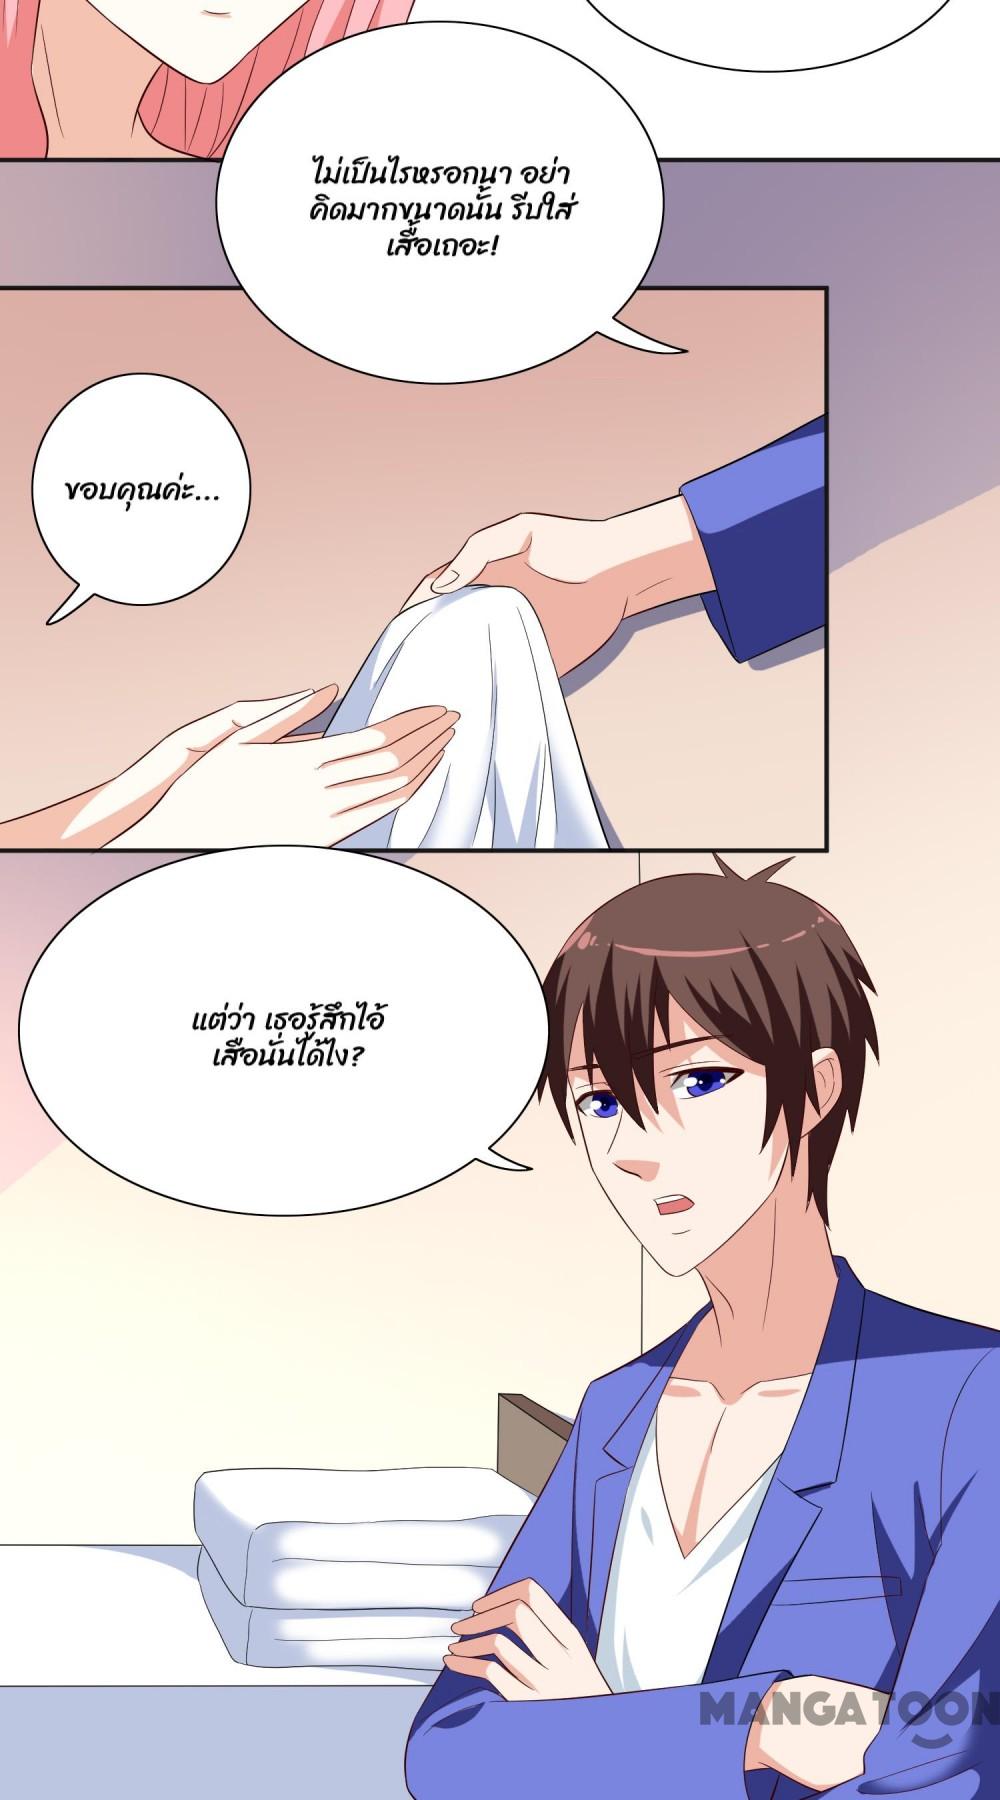 ไม่เป็นไรหรอกนา อย่า
คิดมากขนาดนั้น รีบใส่
เสื้อเถอะ!
ขอบคุณค่ะ...
แต่ว่า เธอรู้สึกไอ้
เสือนั่นได้ไง?
MANGATOON